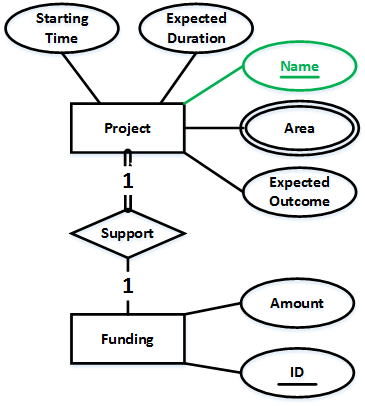 Starting
Time
Expected
Duration
Name
Project
Area
Expected
Outcome
1
Support
1
Amount
Funding
ID